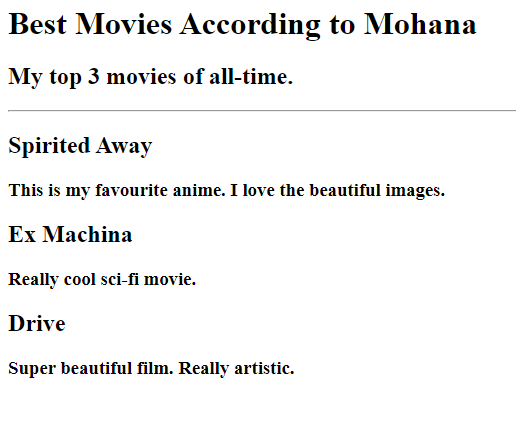 Best Movies According to Mohana
My top 3 movies of all-time.
Spirited Away
This is my favourite anime. I love the beautiful images.
Ex Machina
Really cool sci-fi movie.
Drive
Super beautiful film. Really artistic.